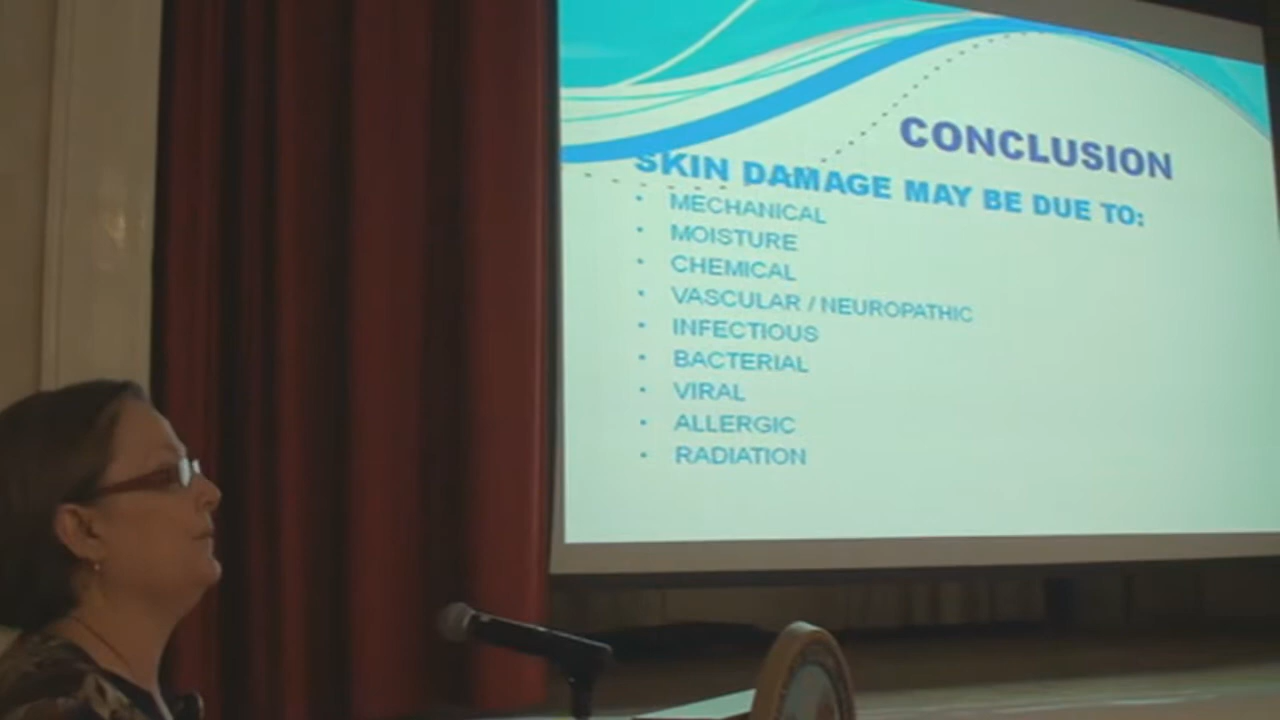 CONCLUSION
SKIN DAMAGE MAY BE DUE TO:
• MECHANICAL
• MOISTURE
• CHEMICAL
• VASCULAR / NEUROPATHIC
• INFECTIOUS
• BACTERIAL
• VIRAL
• ALLERGIC
• RADIATION